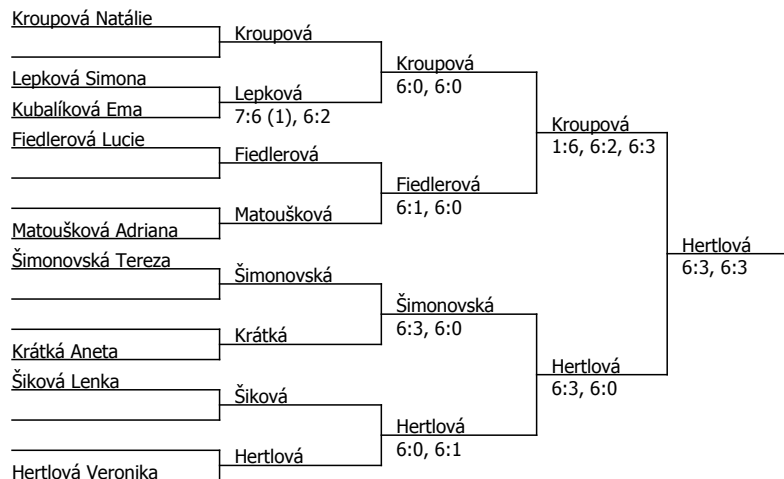 Kroupová Natálie
Kroupová
Kroupová
6:0, 6:0
Lepková Simona
Lepková
7:6 (1), 6:2
Kubalíková Ema
Kroupová
1:6, 6:2, 6:3
Fiedlerová Lucie
Fiedlerová
Fiedlerová
6:1, 6:0
Matoušková
Matoušková Adriana
Hertlová
6:3, 6:3
Šimonovská Tereza
Šimonovská
Šimonovská
6:3, 6:0
Krátká
Krátká Aneta
Hertlová
6:3, 6:0
Šiková Lenka
Šiková
Hertlová
6:0, 6:1
Hertlová
Hertlová Veronika